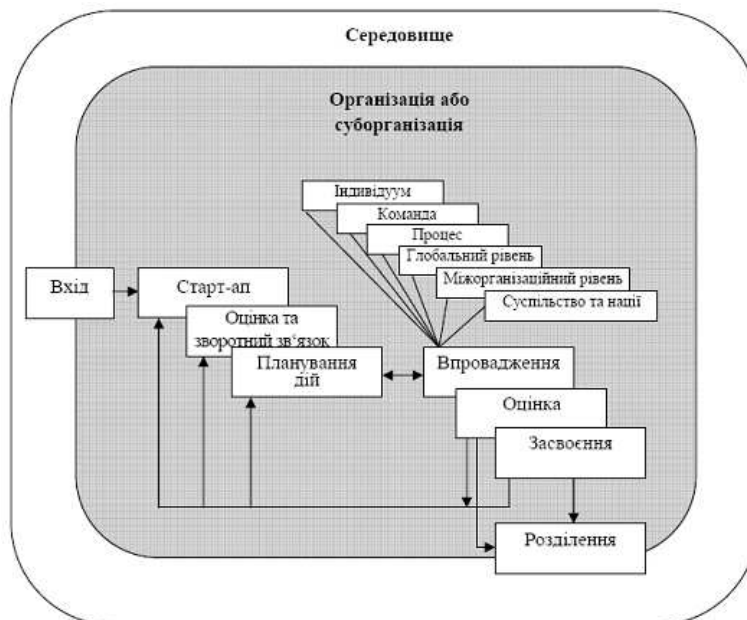 Середовище
Організація або
суборганізація
Індивідуум
Команда
Процес
Глобальний рівень
Міжорганізаційний рівень
Суспільство та нації
Вхід
Старт-ап
Оцінка та
зворотний зв‘язок
Планування
дій
Впровадження
Оцінка
Засвоєння
Розділення